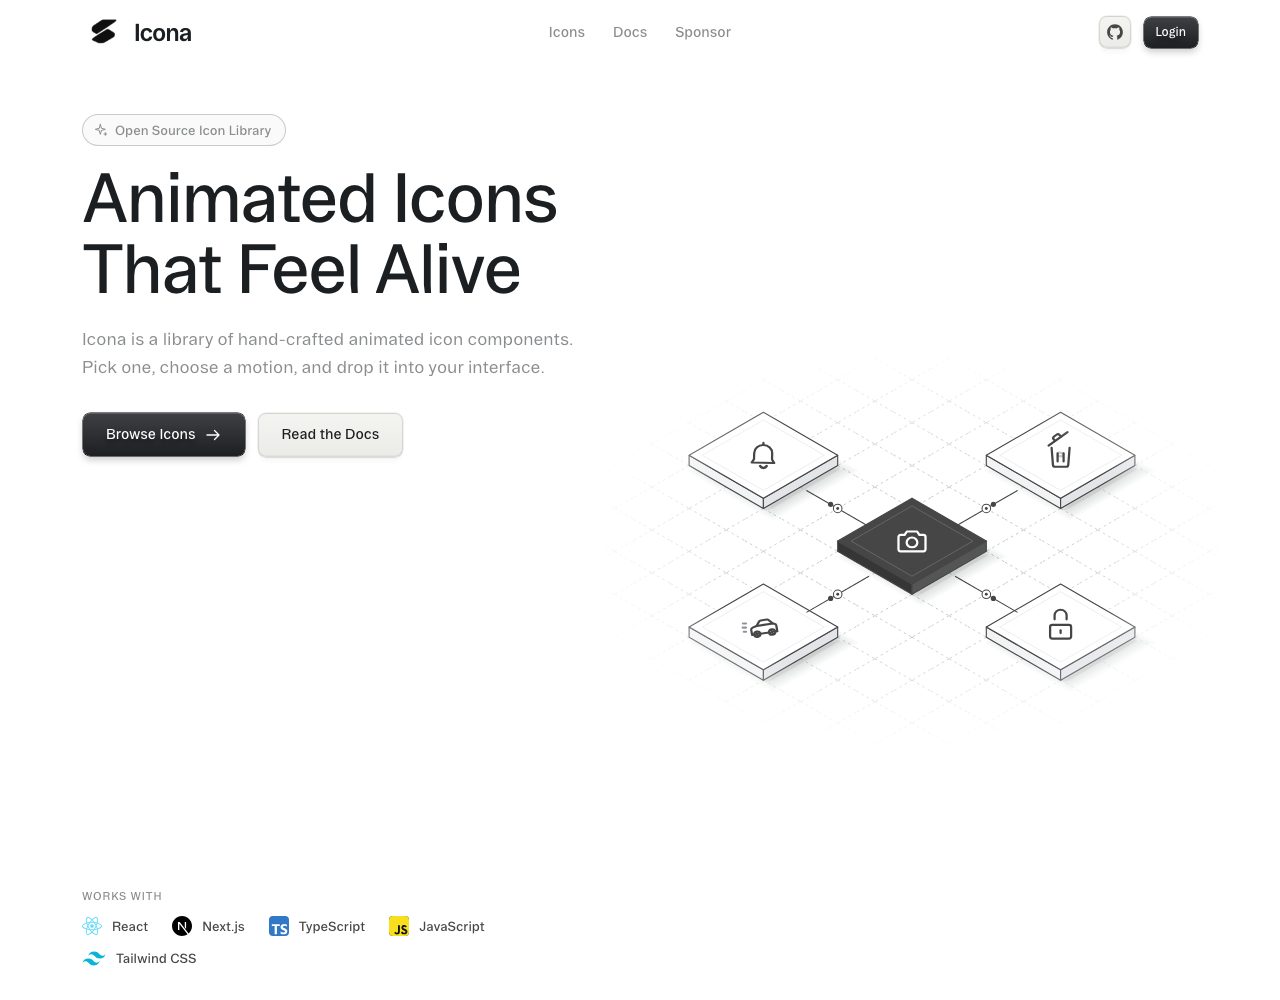 Icona
Icons
Docs
Sponsor
Login
Open Source Icon Library
Animated Icons
That Feel Alive
Icona is a library of hand-crafted animated icon components.
Pick one, choose a motion, and drop it into your interface.
Browse Icons
Read the Docs
WORKS WITH
React
N Next.js
TS TypeScript
JS JavaScript
Tailwind CSS